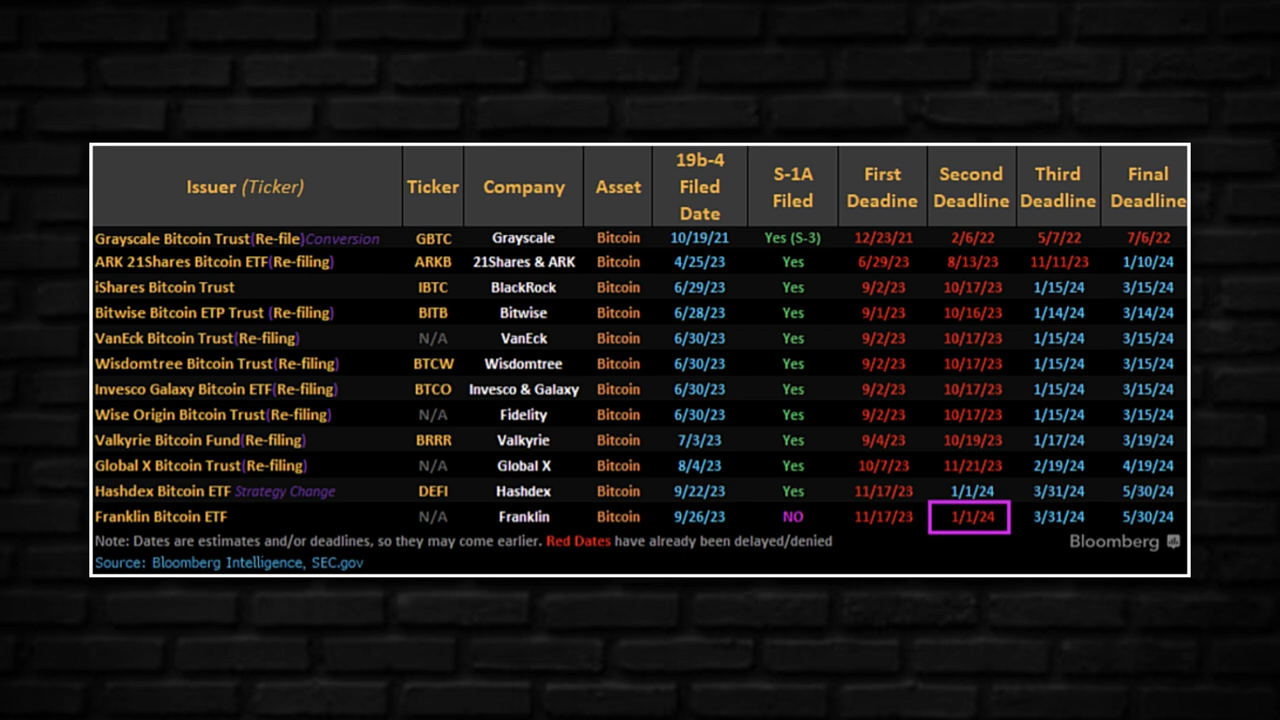 Issuer (Ticker) Ticker Company Asset 19b-4 Filed Date S-1A Filed First Deadine Second Deadline Third Deadline Final Deadline
Grayscale Bitcoin Trust(Re-file)Conversion GBTC Grayscale Bitcoin 10/19/21 Yes (S-3) 12/23/21 2/6/22 5/7/22 7/6/22
ARK 21Shares Bitcoin ETF(Re-filing) ARKB 21Shares & ARK Bitcoin 4/25/23 Yes 6/29/23 8/13/23 11/11/23 1/10/24
iShares Bitcoin Trust IBTC BlackRock Bitcoin 6/29/23 Yes 9/2/23 10/17/23 1/15/24 3/15/24
Bitwise Bitcoin ETP Trust (Re-filing) BITB Bitwise Bitcoin 6/28/23 Yes 9/1/23 10/16/23 1/14/24 3/14/24
VanEck Bitcoin Trust(Re-filing) N/A VanEck Bitcoin 6/30/23 Yes 9/2/23 10/17/23 1/15/24 3/15/24
Wisdomtree Bitcoin Trust(Re-filing) BTCW Wisdomtree Bitcoin 6/30/23 Yes 9/2/23 10/17/23 1/15/24 3/15/24
Invesco Galaxy Bitcoin ETF(Re-filing) BTCO Invesco & Galaxy Bitcoin 6/30/23 Yes 9/2/23 10/17/23 1/15/24 3/15/24
Wise Origin Bitcoin Trust(Re-filing) N/A Fidelity Bitcoin 6/30/23 Yes 9/2/23 10/17/23 1/15/24 3/15/24
Valkyrie Bitcoin Fund(Re-filing) BRRR Valkyrie Bitcoin 7/3/23 Yes 9/4/23 10/19/23 1/17/24 3/19/24
Global X Bitcoin Trust(Re-filing) N/A Global X Bitcoin 8/4/23 Yes 10/7/23 11/21/23 2/19/24 4/19/24
Hashdex Bitcoin ETF Strategy Change DEFI Hashdex Bitcoin 9/22/23 Yes 11/17/23 1/1/24 3/31/24 5/30/24
Franklin Bitcoin ETF N/A Franklin Bitcoin 9/26/23 NO 11/17/23 1/1/24 3/31/24 5/30/24
Note: Dates are estimates and/or deadlines, so they may come earlier. Red Dates have already been delayed/denied Bloomberg
Source: Bloomberg Intelligence, SEC.gov